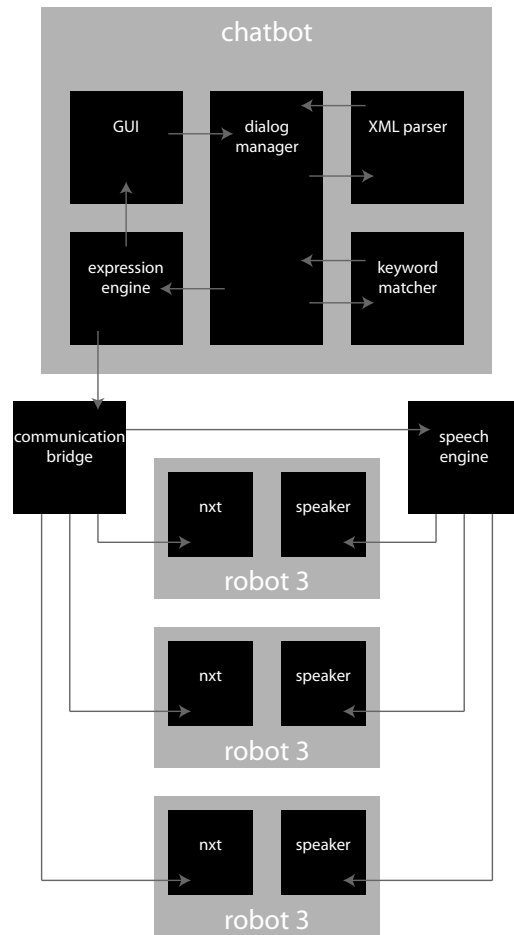 chatbot
GUI
dialog
manager
XML parser
expression
engine
keyword
matcher
communication
bridge
speech
engine
nxt
speaker
robot 3
nxt
speaker
robot 3
nxt
speaker
robot 3